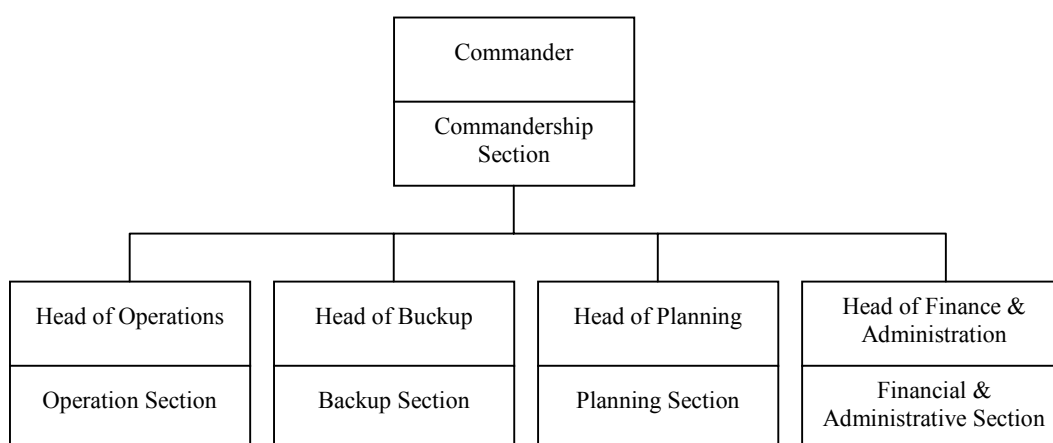 Commander
Commandership
Section
Head of Operations
Operation Section
Head of Buckup
Backup Section
Head of Planning
Planning Section
Head of Finance &
Administration
Financial &
Administrative Section